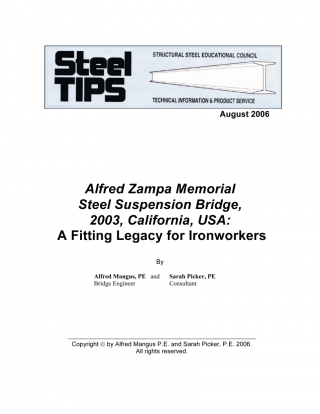 Steel
TIPS
STRUCTURAL STEEL EDUCATIONAL COUNCIL
TECHNICAL INFORMATION & PRODUCT SERVICE
August 2006
Alfred Zampa Memorial
Steel Suspension Bridge,
2003, California, USA:
A Fitting Legacy for Ironworkers
By
Alfred Mangus, PE and Sarah Picker, PE
Bridge Engineer Consultant
Copyright © by Alfred Mangus P.E. and Sarah Picker, P.E. 2006.
All rights reserved.